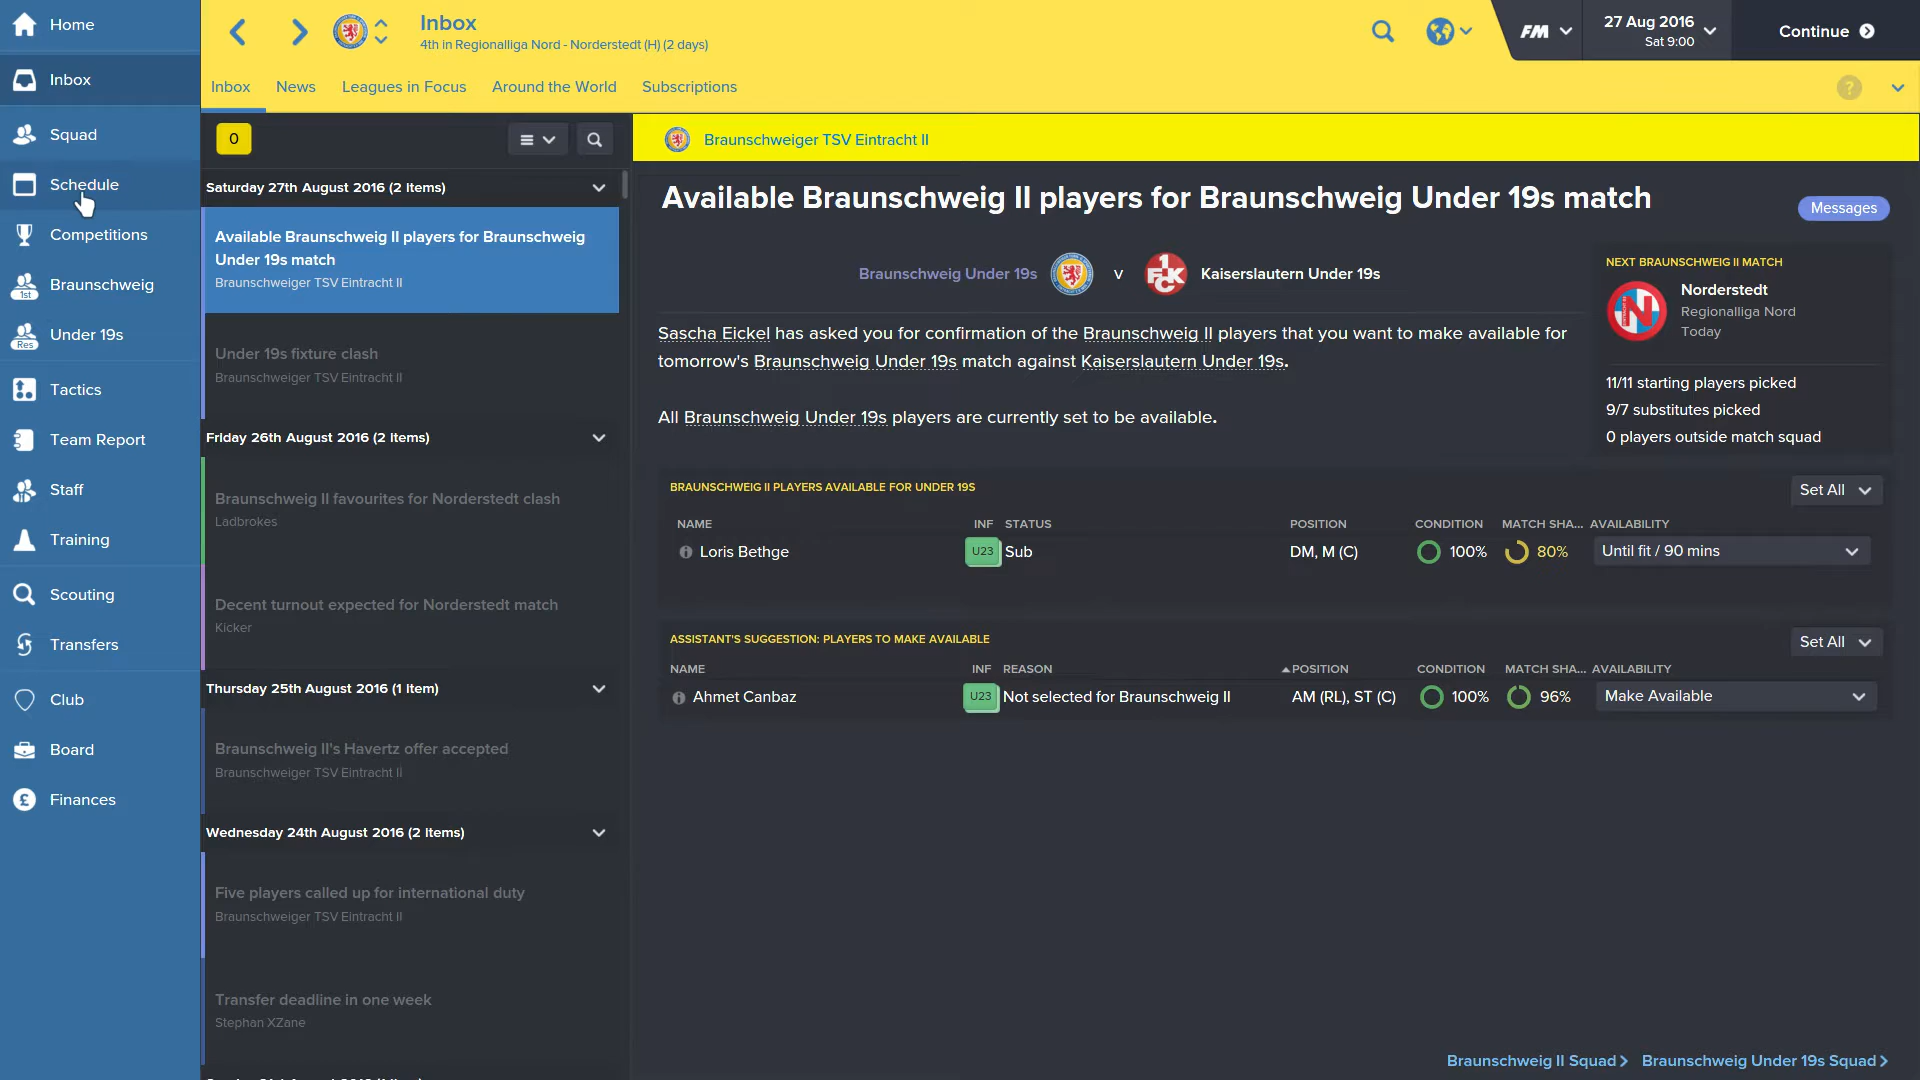 Home
Inbox
Squad
Schedule
Competitions
1st
Braunschweig
Res
Under 19s
Tactics
Team Report
Staff
Training
Scouting
Transfers
Club
Board
Finances
Inbox
4th in Regionalliga Nord - Norderstedt (H) (2 days)
FM
27 Aug 2016
Sat 9:00
Continue
Inbox
News
Leagues in Focus
Around the World
Subscriptions
?
0
Saturday 27th August 2016 (2 Items)
Available Braunschweig II players for Braunschweig
Under 19s match
Braunschweiger TSV Eintracht II
Under 19s fixture clash
Braunschweiger TSV Eintracht II
Friday 26th August 2016 (2 Items)
Braunschweig II favourites for Norderstedt clash
Ladbrokes
Decent turnout expected for Norderstedt match
Kicker
Thursday 25th August 2016 (1 Item)
Braunschweig II's Havertz offer accepted
Braunschweiger TSV Eintracht II
Wednesday 24th August 2016 (2 Items)
Five players called up for international duty
Braunschweiger TSV Eintracht II
Transfer deadline in one week
Stephan XZane
Braunschweiger TSV Eintracht II
Available Braunschweig II players for Braunschweig Under 19s match
Messages
Braunschweig Under 19s v 1 FCK Kaiserslautern Under 19s
Sascha Eickel has asked you for confirmation of the Braunschweig II players that you want to make available for
tomorrow's Braunschweig Under 19s match against Kaiserslautern Under 19s.
All Braunschweig Under 19s players are currently set to be available.
NEXT BRAUNSCHWEIG II MATCH
N
Norderstedt
Regionalliga Nord
Today
11/11 starting players picked
9/7 substitutes picked
0 players outside match squad
BRAUNSCHWEIG II PLAYERS AVAILABLE FOR UNDER 19S
Set All
NAME INF STATUS POSITION CONDITION MATCH SHA... AVAILABILITY
Loris Bethge U23 Sub DM, M (C) 100% 80% Until fit / 90 mins
ASSISTANT'S SUGGESTION: PLAYERS TO MAKE AVAILABLE
Set All
NAME INF REASON POSITION CONDITION MATCH SHA... AVAILABILITY
Ahmet Canbaz U23 Not selected for Braunschweig II AM (RL), ST (C) 100% 96% Make Available
Braunschweig II Squad
Braunschweig Under 19s Squad